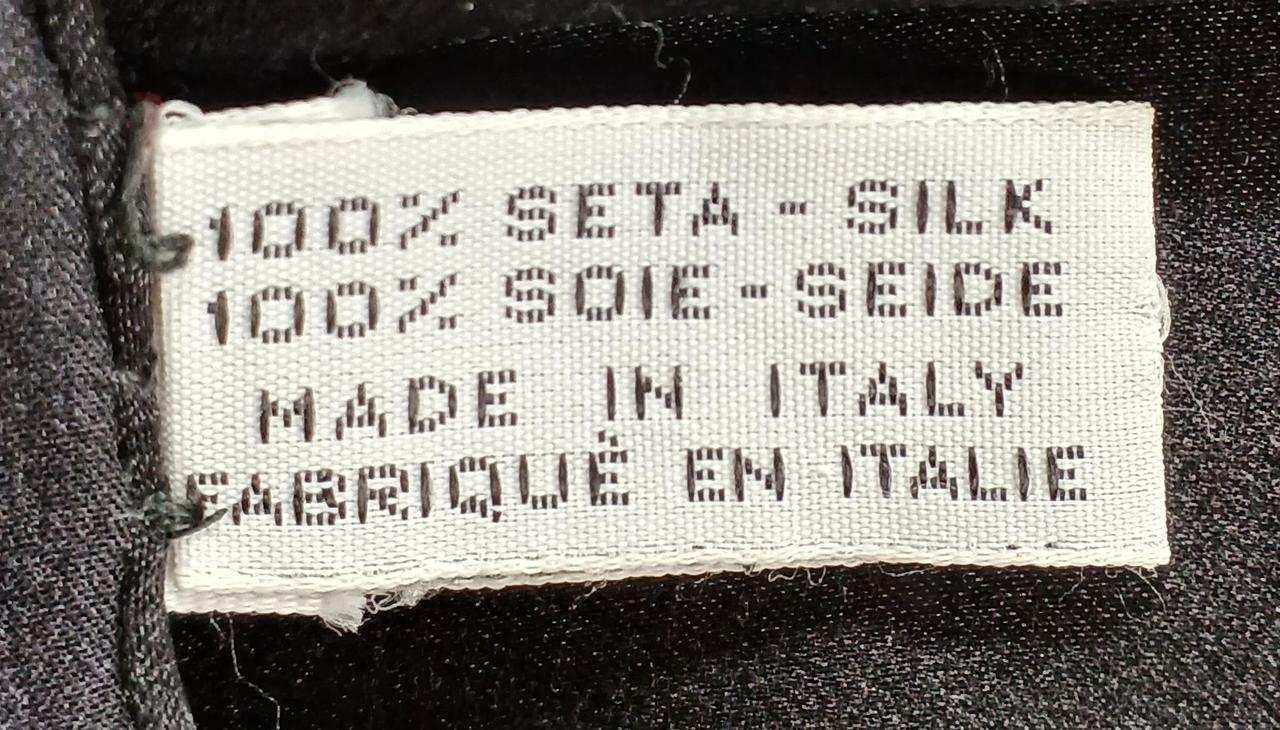 100% SETA - SILK
100% SOIE-SEIDE
MADE IN ITALY
FABRIQUÉ EN ITALIE